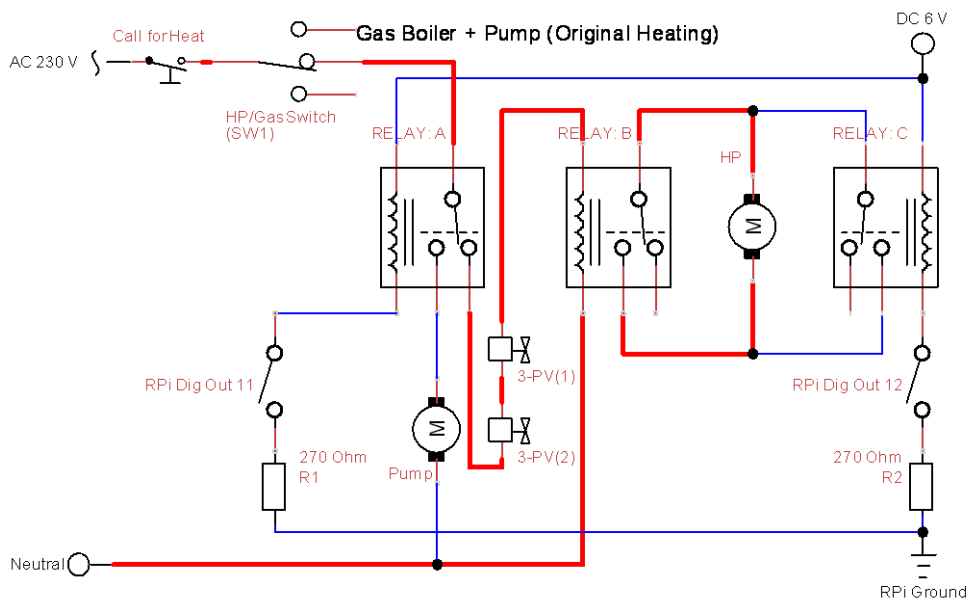 DC 6 V
Gas Boiler + Pump (Original Heating)
Call for Heat
AC 230 V
HP/Gas Switch
(SW1)
RELAY: A
RELAY: B
RELAY: C
HP
M
3-PV(1)
RPi Dig Out 11
RPi Dig Out 12
M
3-PV(2)
270 Ohm
R1
Pump
270 Ohm
R2
Neutral
RPi Ground